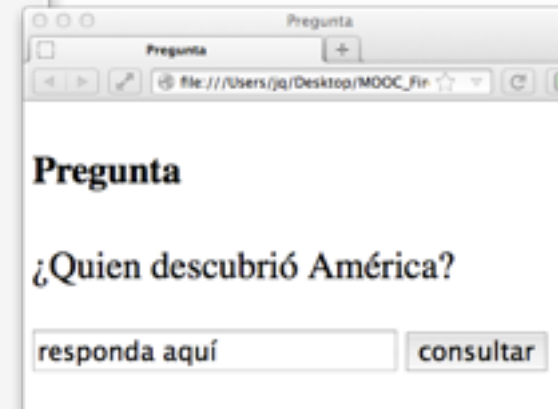 Pregunta
Pregunta
file:///Users/jq/Desktop/MOOC_Fir
Pregunta
¿Quien descubrió América?
responda aquí consultar